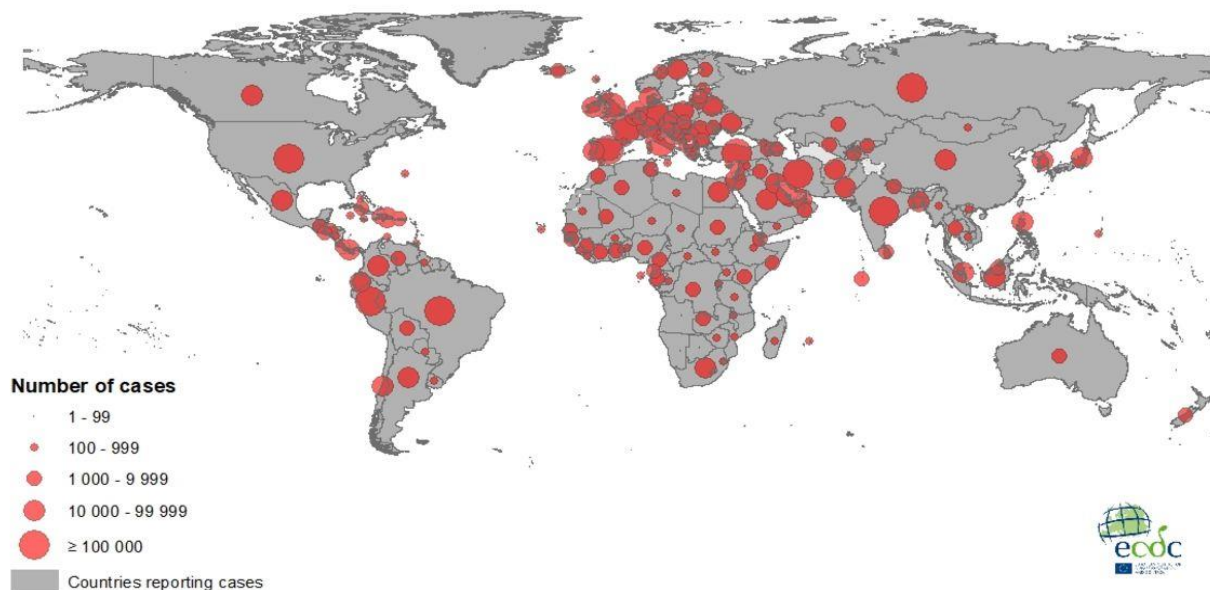 Number of cases
1 - 99
100 - 999
1 000 - 9 999
10 000 - 99 999
≥ 100 000
Countries reporting cases
ecdc